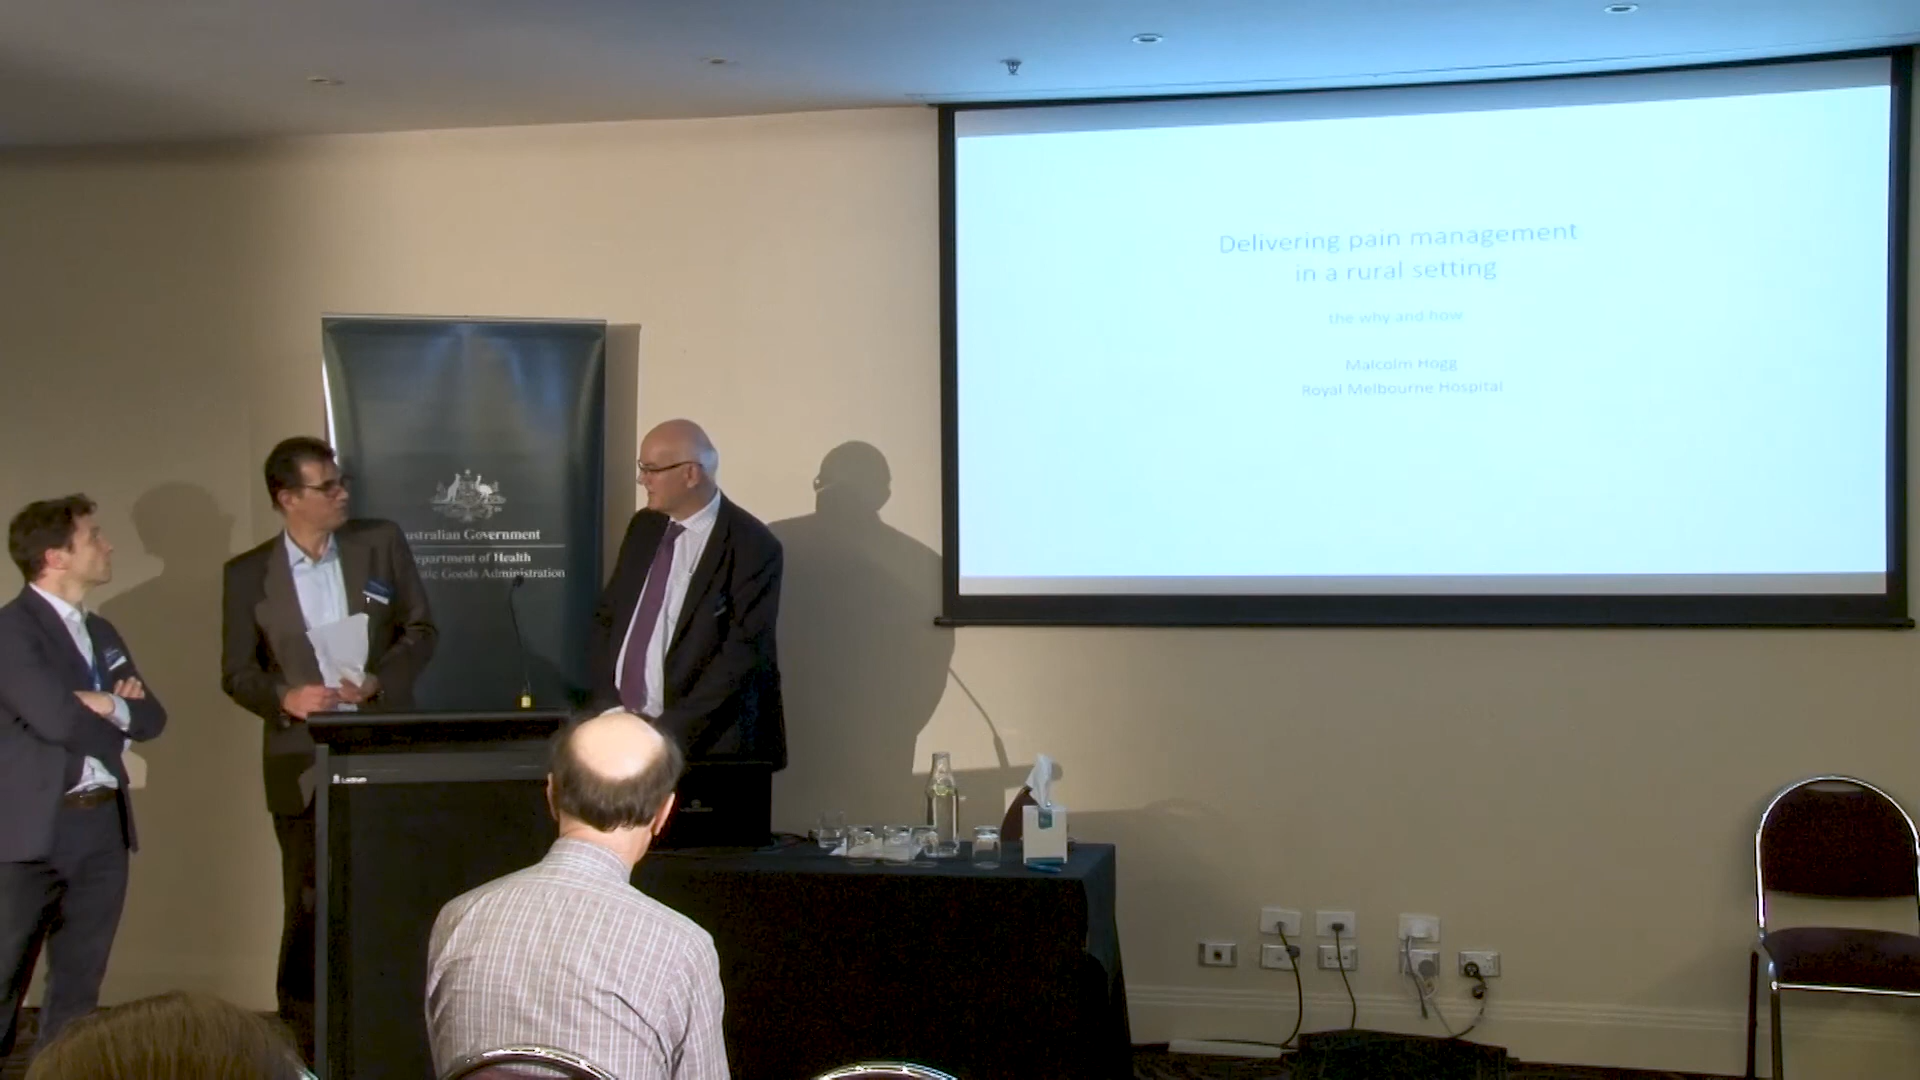 Delivering pain management
in a rural setting
the why and how
Malcolm Hogg
Royal Melbourne Hospital
Australian Government
Department of Health
Goods Administration
Lectrum